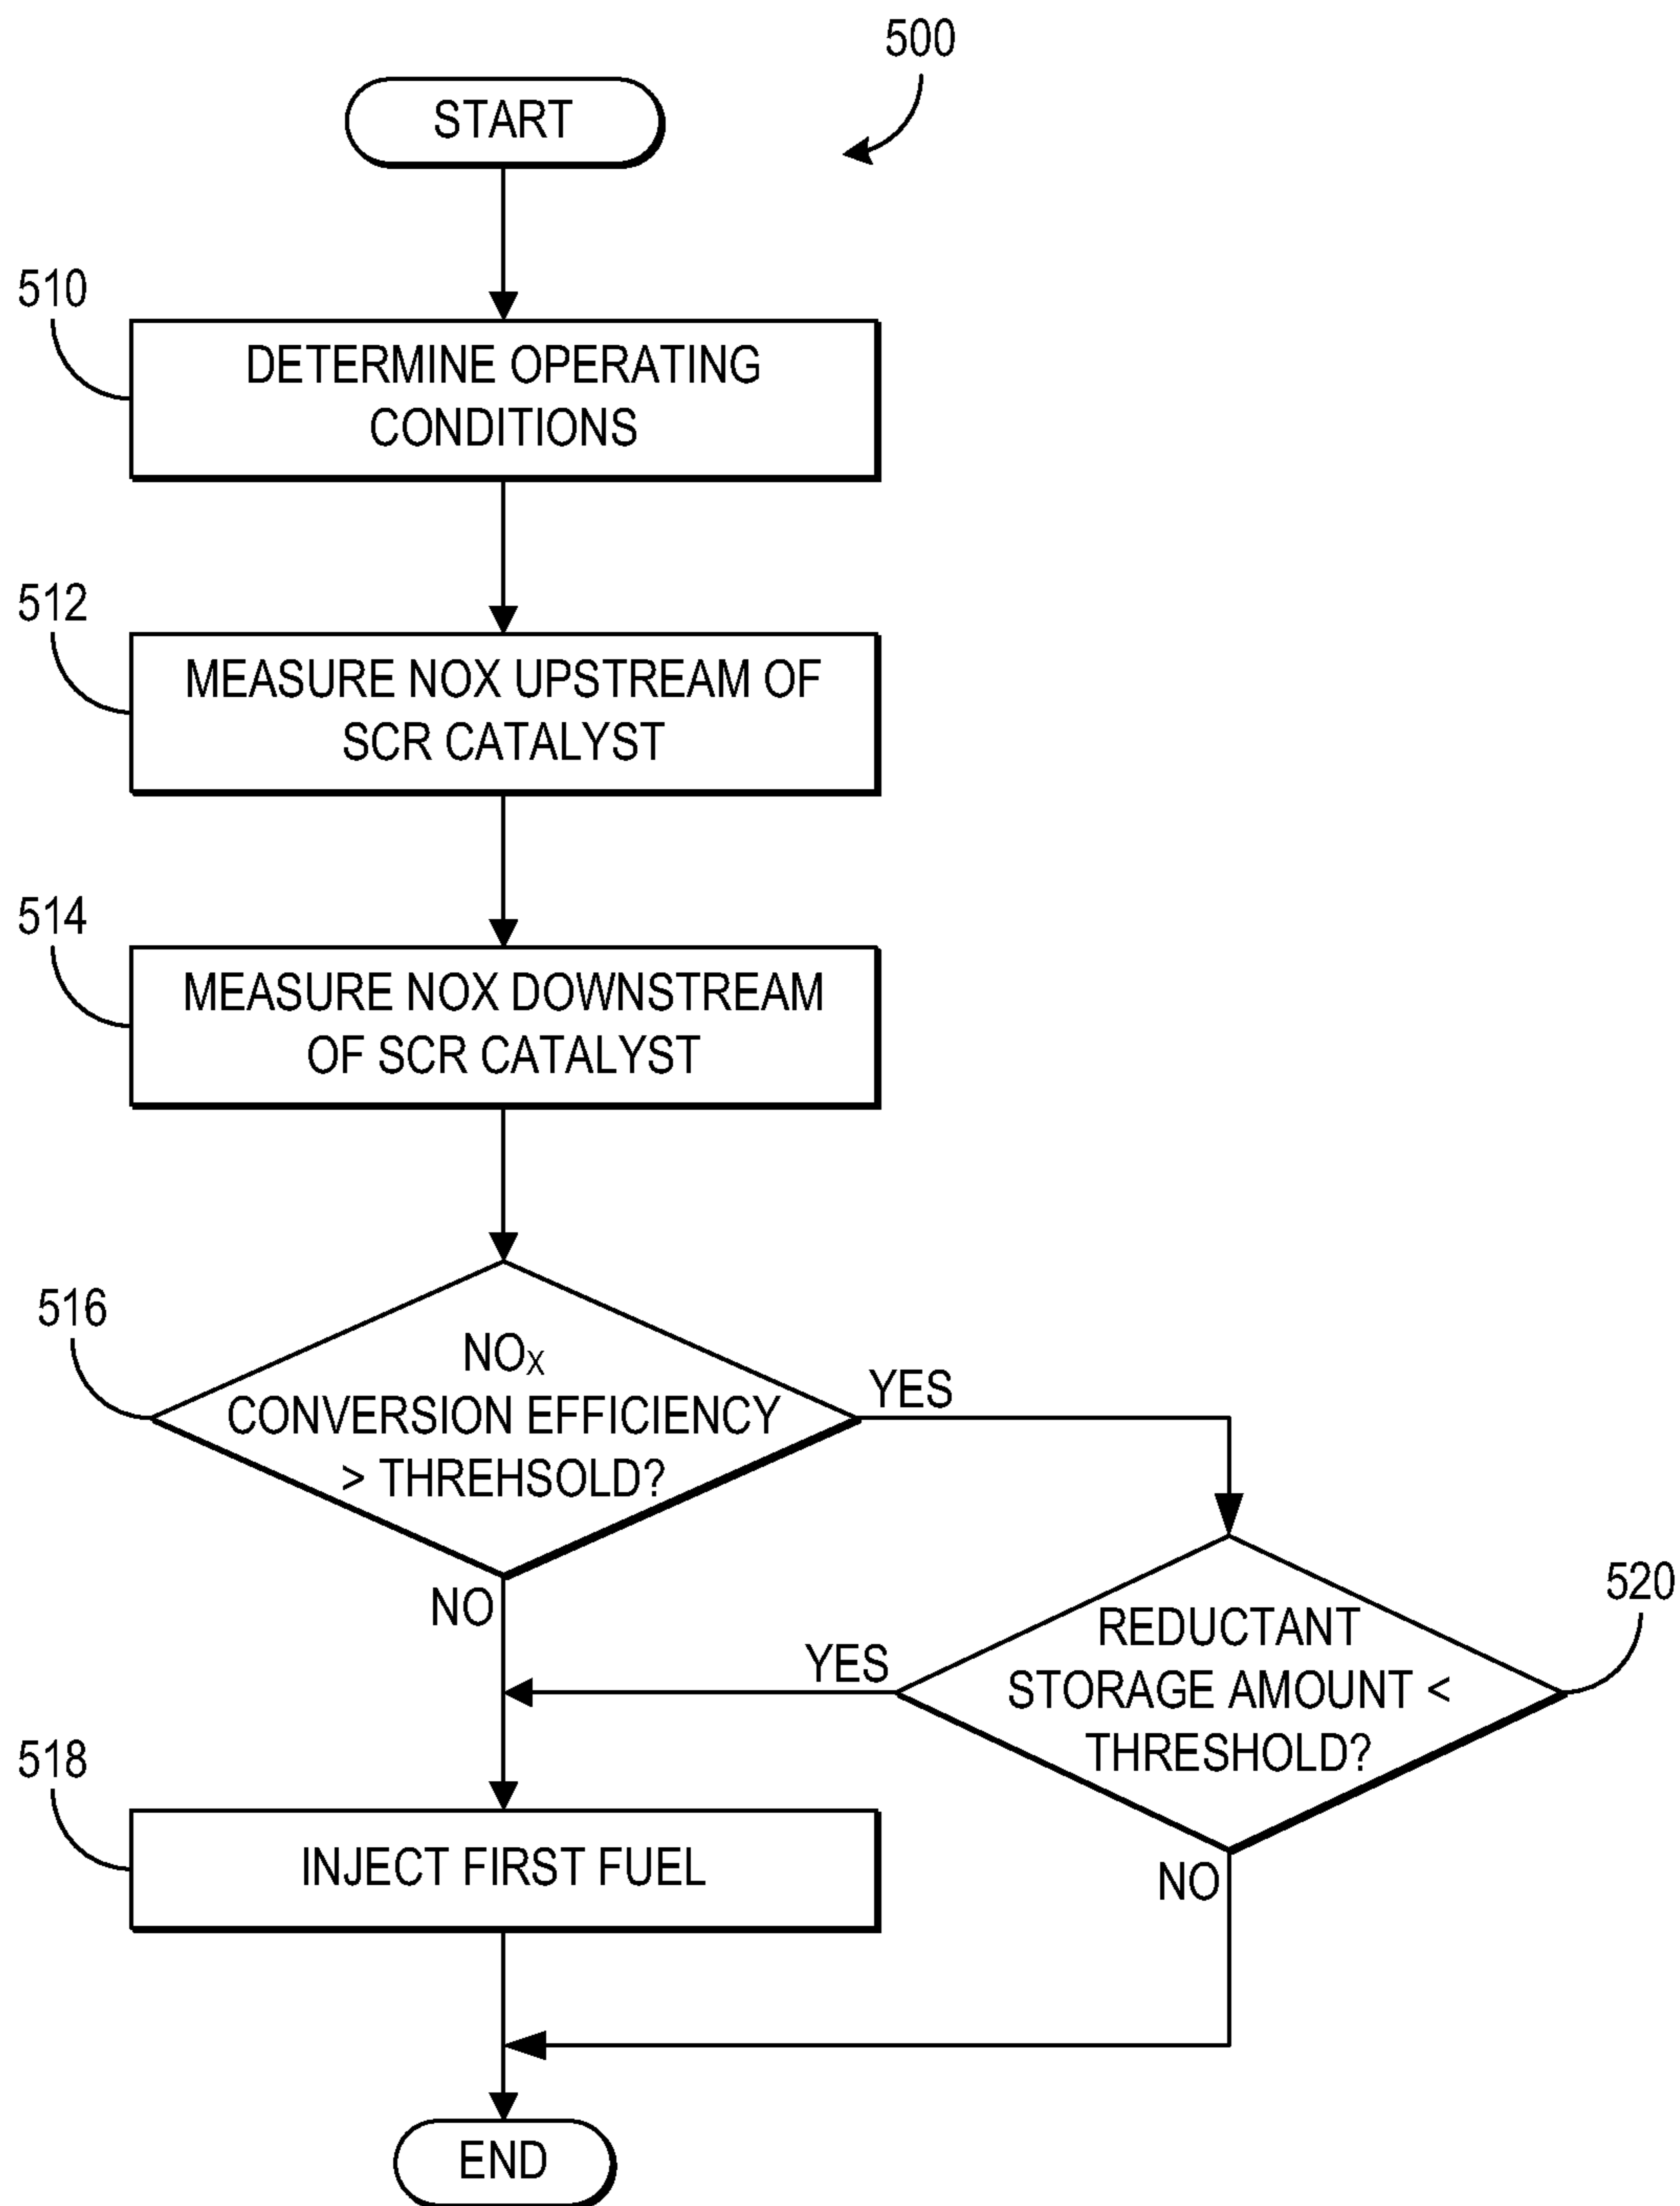 500
START
510
DETERMINE OPERATING
CONDITIONS
512
MEASURE NOX UPSTREAM OF
SCR CATALYST
514
MEASURE NOX DOWNSTREAM
OF SCR CATALYST
516
NOX
CONVERSION EFFICIENCY
> THREHSOLD?
YES
NO
520
REDUCTANT
STORAGE AMOUNT <
THRESHOLD?
YES
NO
518
INJECT FIRST FUEL
END